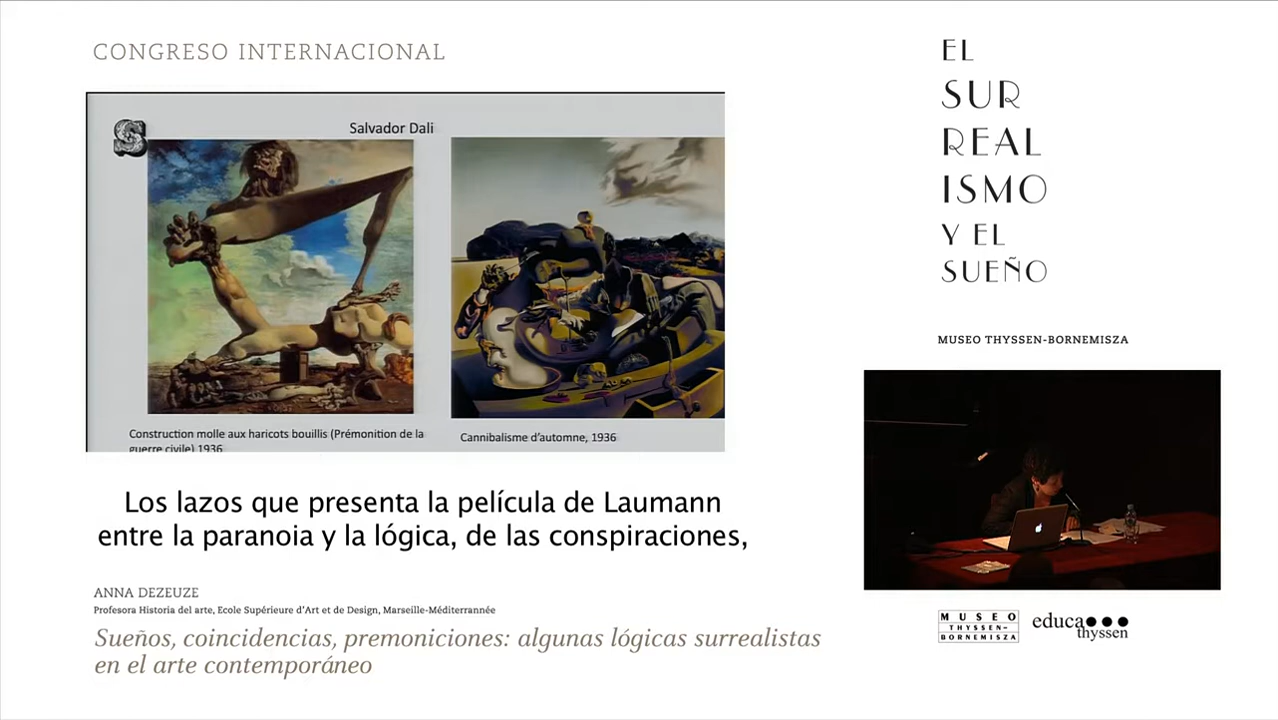 CONGRESO INTERNACIONAL
S
Salvador Dali
Construction molle aux haricots bouillis (Prémonition de la
guerre civile) 1936
Cannibalisme d'automne, 1936
Los lazos que presenta la película de Laumann
entre la paranoia y la lógica, de las conspiraciones,
ANNA DEZEUZE
Profesora Historia del arte, Ecole Supérieure d'Art et de Design, Marseille-Méditerrannée
Sueños, coincidencias, premoniciones: algunas lógicas surrealistas
en el arte contemporáneo
EL
SUR
REAL
ISMO
Y EL
SUEÑO
MUSEO THYSSEN-BORNEMISZA
MUSEO
THYSSEN-
BORNEMISZA
educa
thyssen